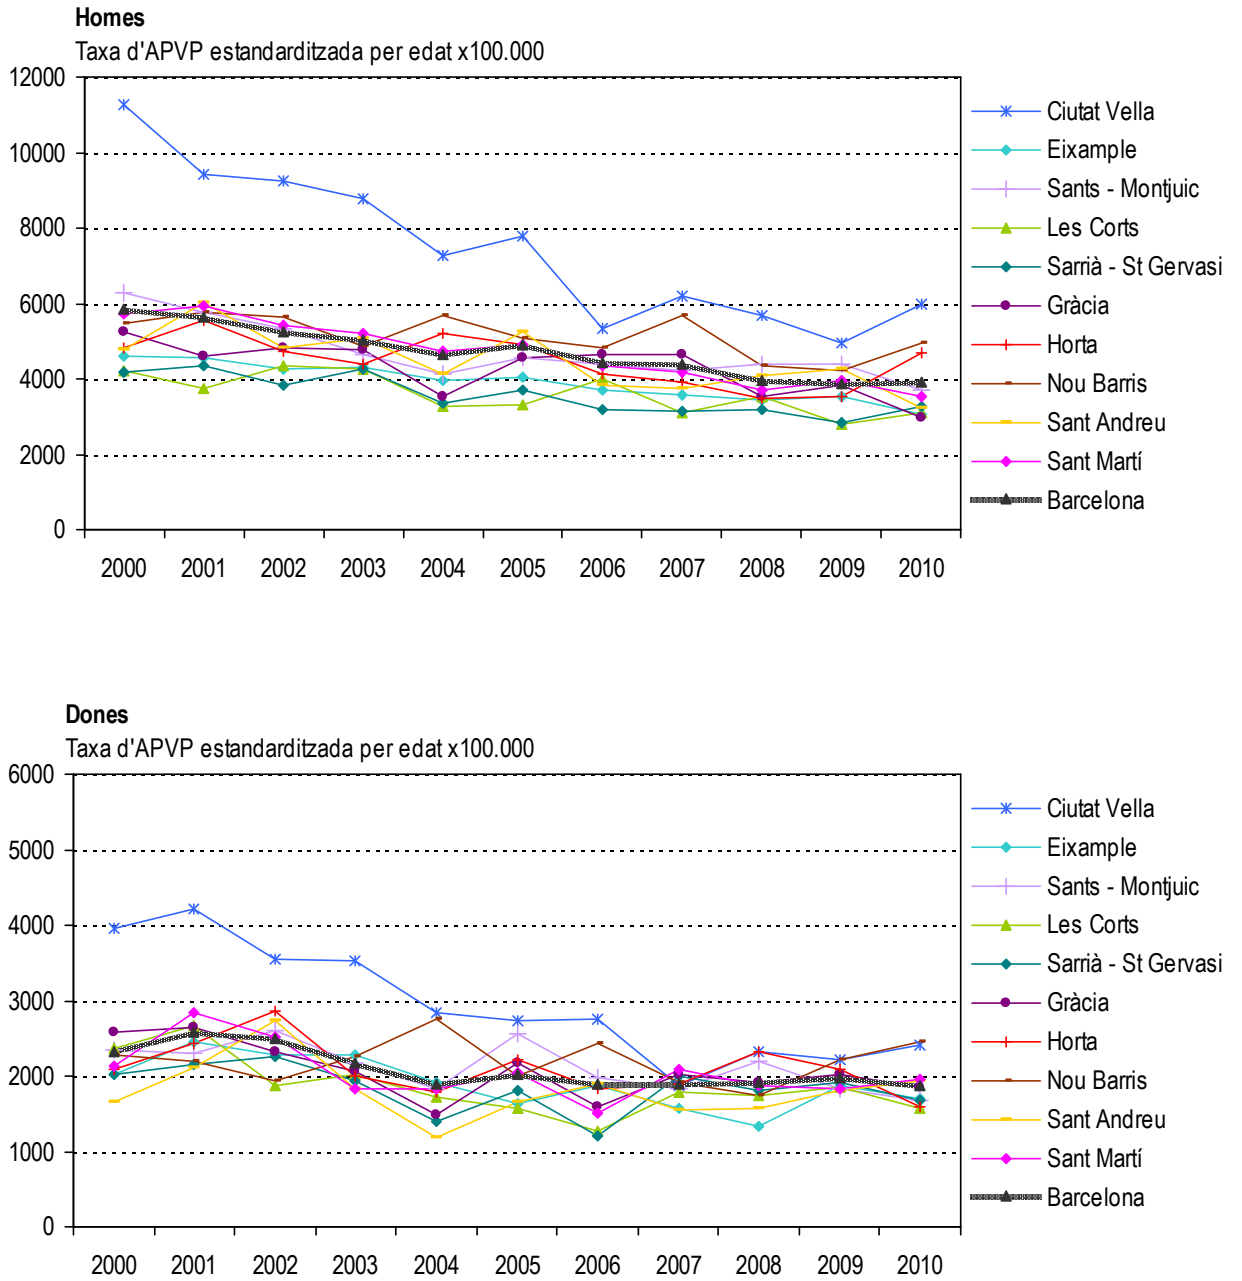 Homes
Taxa d'APVP estandarditzada per edat x100.000
12000
10000
8000
6000
4000
2000
0
2000 2001 2002 2003 2004 2005 2006 2007 2008 2009 2010
Ciutat Vella
Eixample
Sants - Montjuic
Les Corts
Sarrià - St Gervasi
Gràcia
Horta
Nou Barris
Sant Andreu
Sant Martí
Barcelona
Dones
Taxa d'APVP estandarditzada per edat x100.000
6000
5000
4000
3000
2000
1000
0
2000 2001 2002 2003 2004 2005 2006 2007 2008 2009 2010
Ciutat Vella
Eixample
Sants - Montjuic
Les Corts
Sarrià - St Gervasi
Gràcia
Horta
Nou Barris
Sant Andreu
Sant Martí
Barcelona